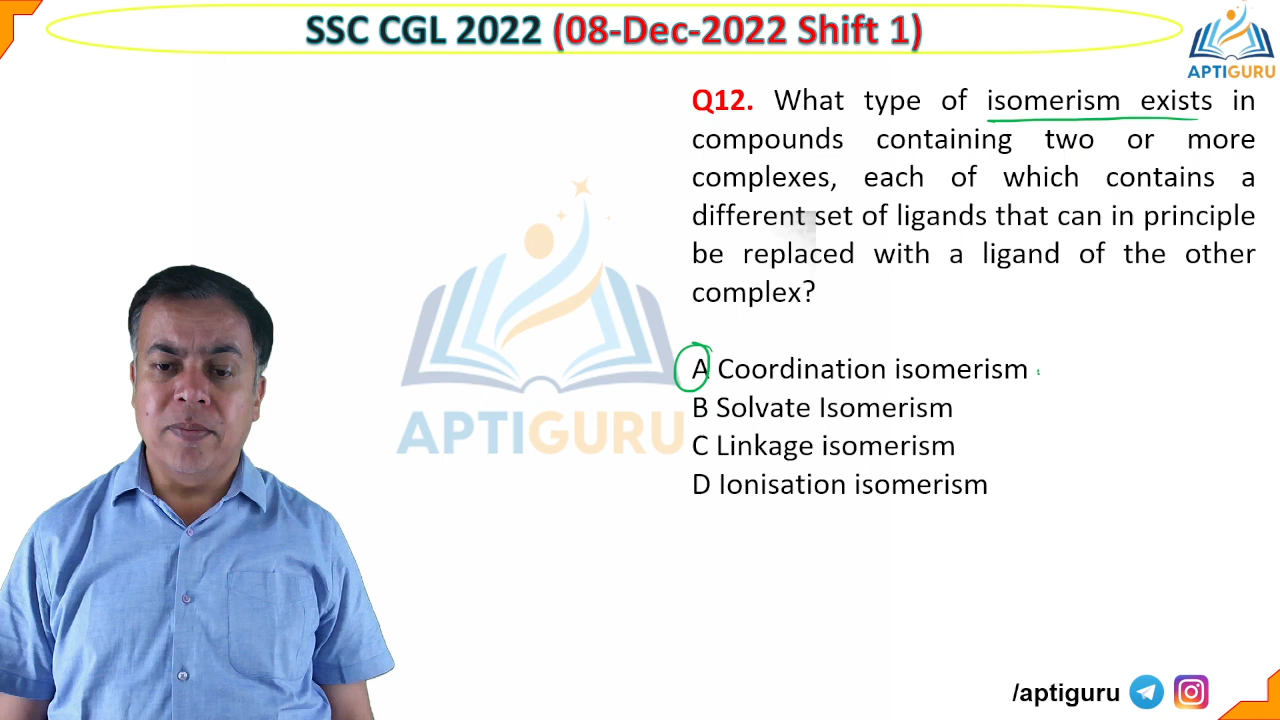 SSC CGL 2022 (08-Dec-2022 Shift 1)
APTIGURU
Q12. What type of isomerism exists in
compounds containing two or more
complexes, each of which contains a
different set of ligands that can in principle
be replaced with a ligand of the other
complex?
A Coordination isomerism
B Solvate Isomerism
C Linkage isomerism
D Ionisation isomerism
APTIGURU
/aptiguru